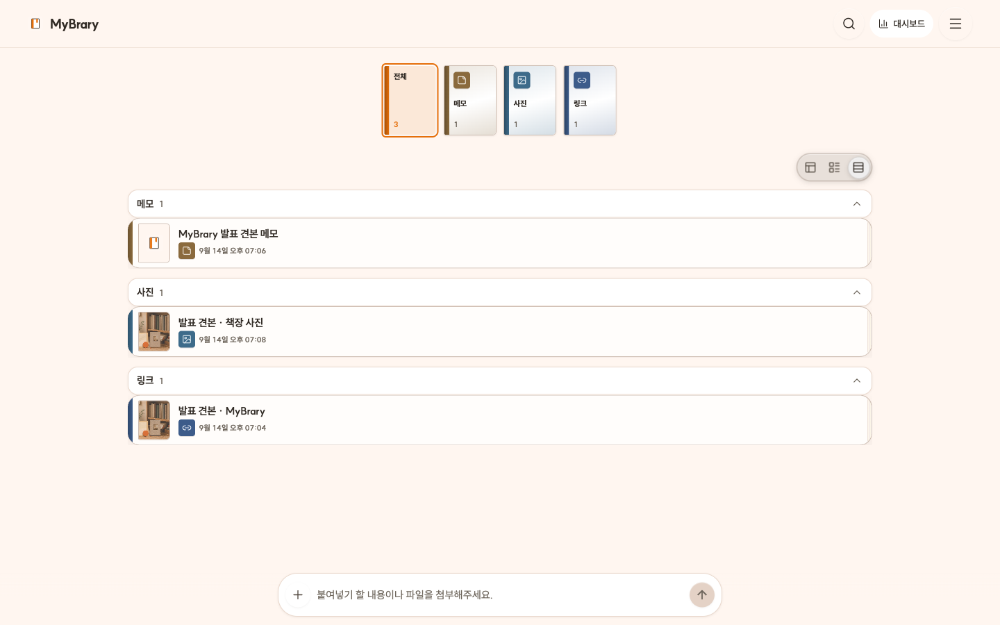 MyBrary
대시보드
전체
3
메모
1
사진
1
링크
1
메모 1
MyBrary 발표 견본 메모
9월 14일 오후 07:06
사진 1
발표 견본 · 책장 사진
9월 14일 오후 07:08
링크 1
발표 견본 · MyBrary
9월 14일 오후 07:04
붙여넣기 할 내용이나 파일을 첨부해주세요.